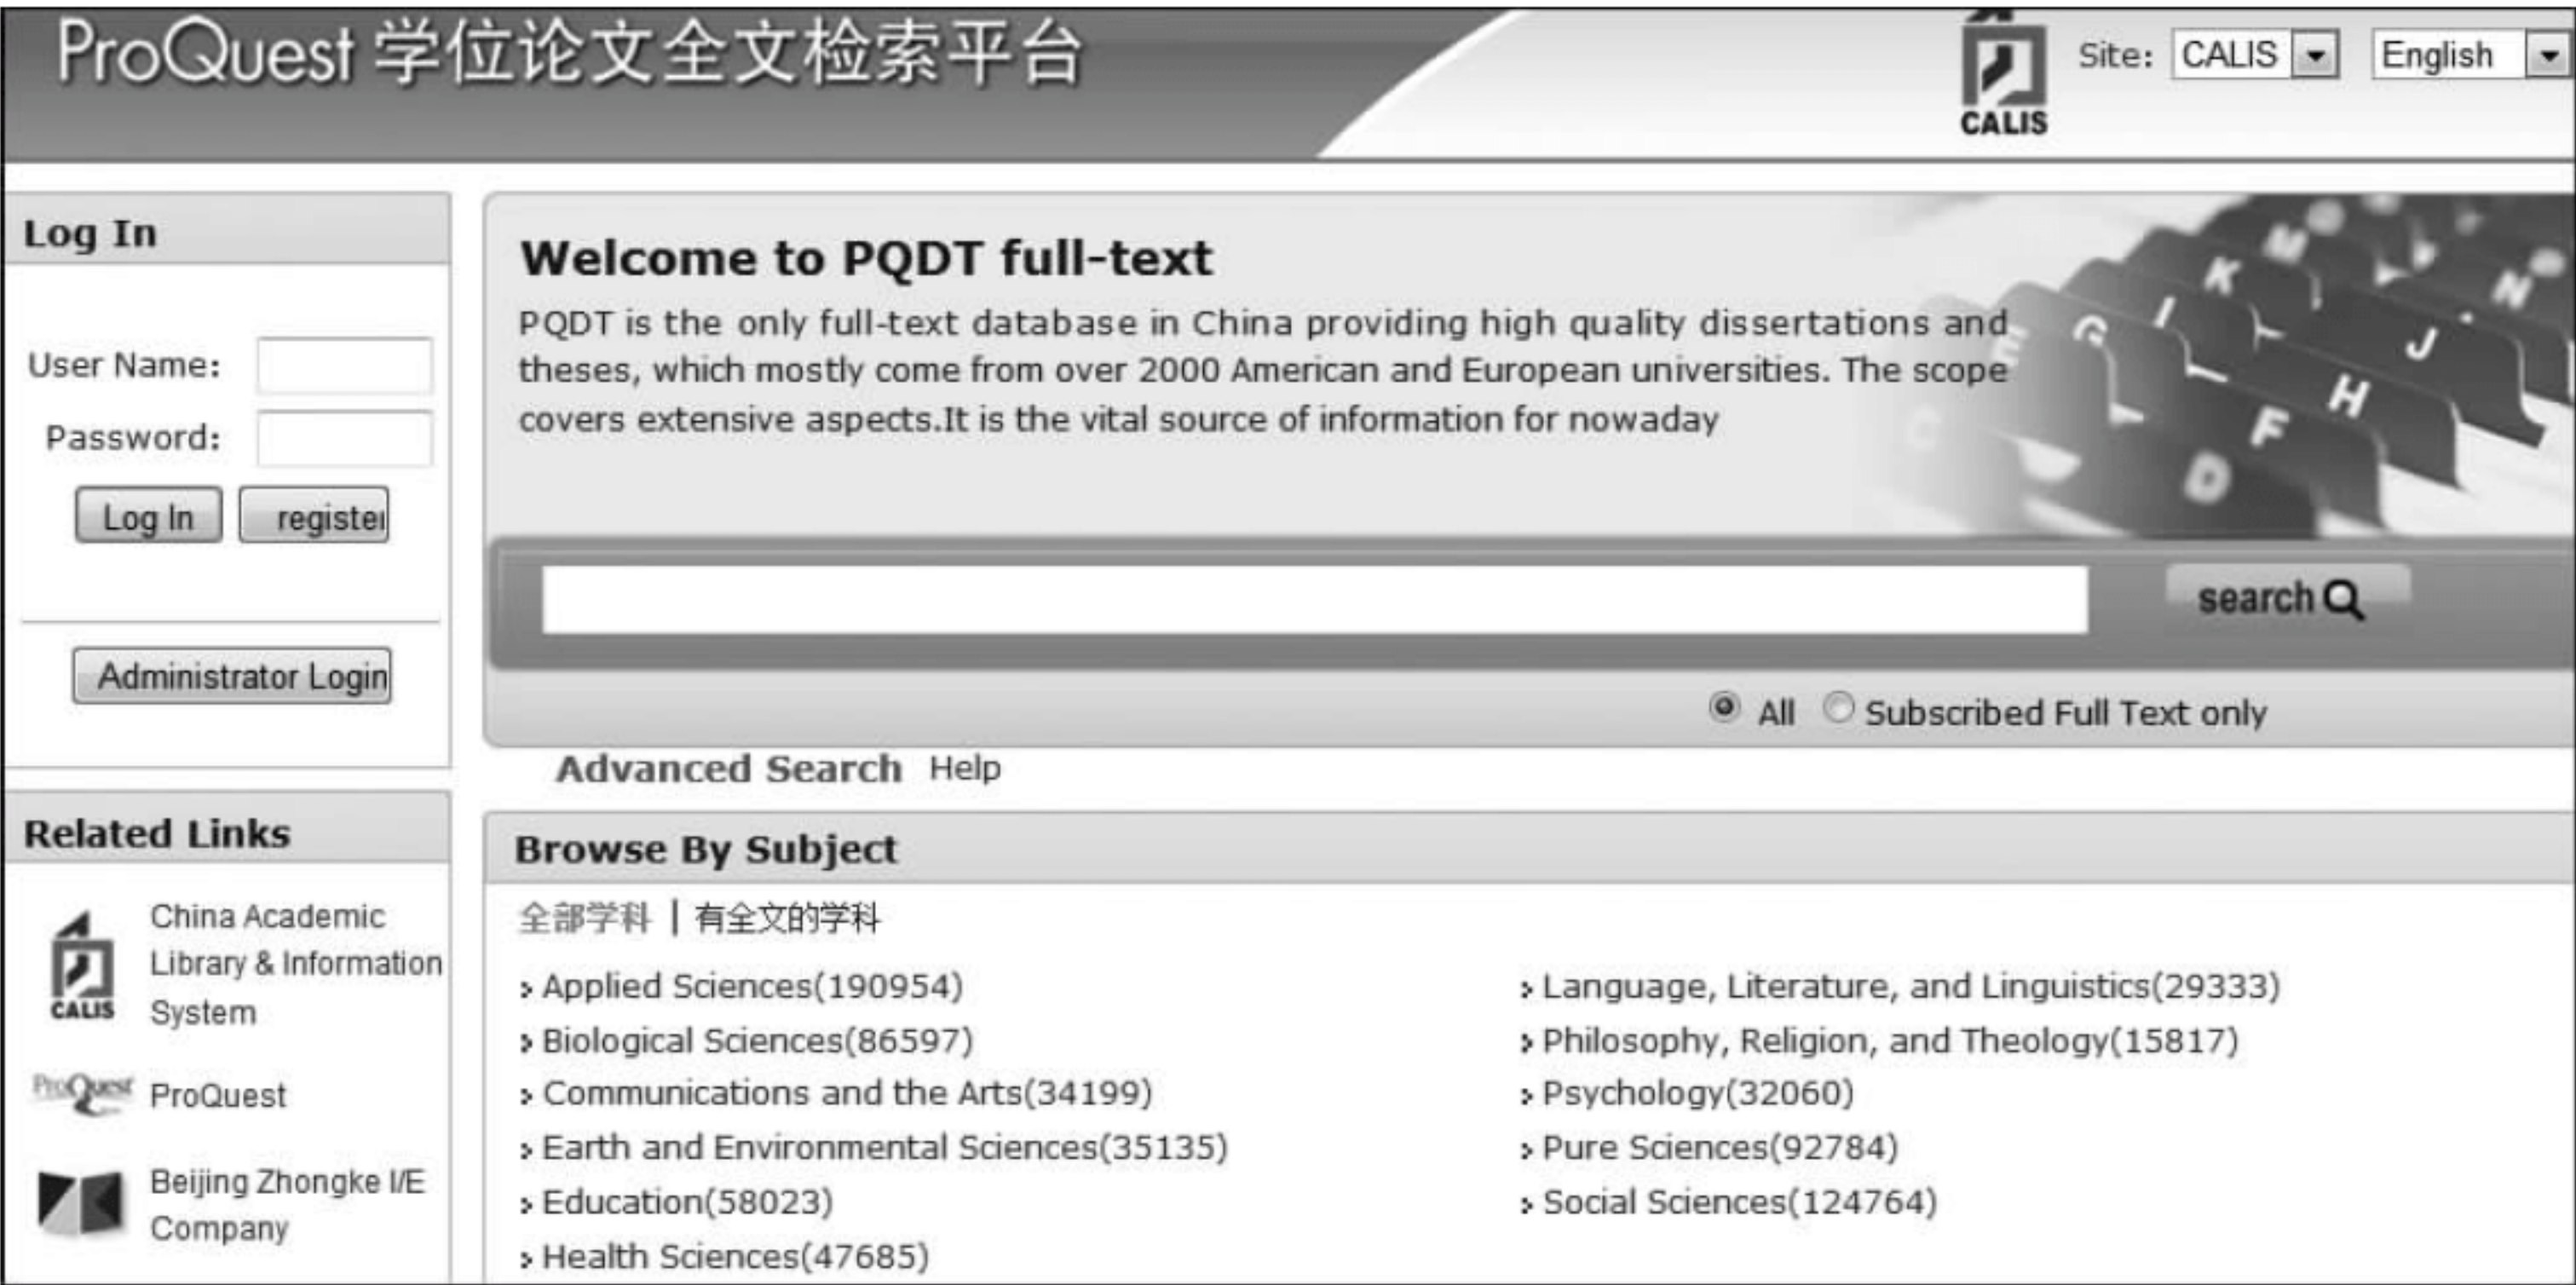 ProQuest 学位论文全文检索平台
CALIS
Site: CALIS English
Log In
User Name:
Password:
Log In register
Administrator Login
Related Links
CALIS
China Academic
Library & Information
System
ProQuest ProQuest
Beijing Zhongke I/E
Company
Welcome to PQDT full-text
PQDT is the only full-text database in China providing high quality dissertations and
theses, which mostly come from over 2000 American and European universities. The scope
covers extensive aspects.It is the vital source of information for nowaday
C D E F G H I J K L M N
search
All Subscribed Full Text only
Advanced Search Help
Browse By Subject
全部学科 | 有全文的学科
Applied Sciences(190954)
Biological Sciences(86597)
Communications and the Arts(34199)
Earth and Environmental Sciences(35135)
Education(58023)
Health Sciences(47685)
Language, Literature, and Linguistics(29333)
Philosophy, Religion, and Theology(15817)
Psychology(32060)
Pure Sciences(92784)
Social Sciences(124764)